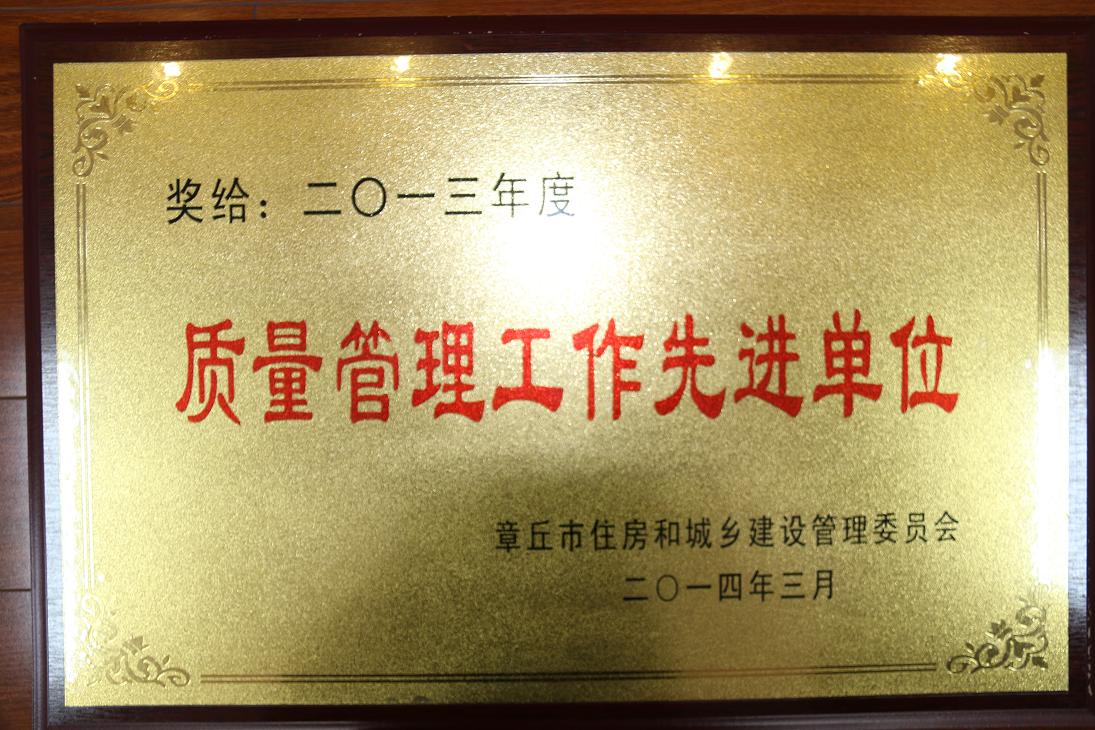 奖给：二〇一三年度
质量管理工作先进单位
章丘市住房和城乡建设管理委员会
二〇一四年三月